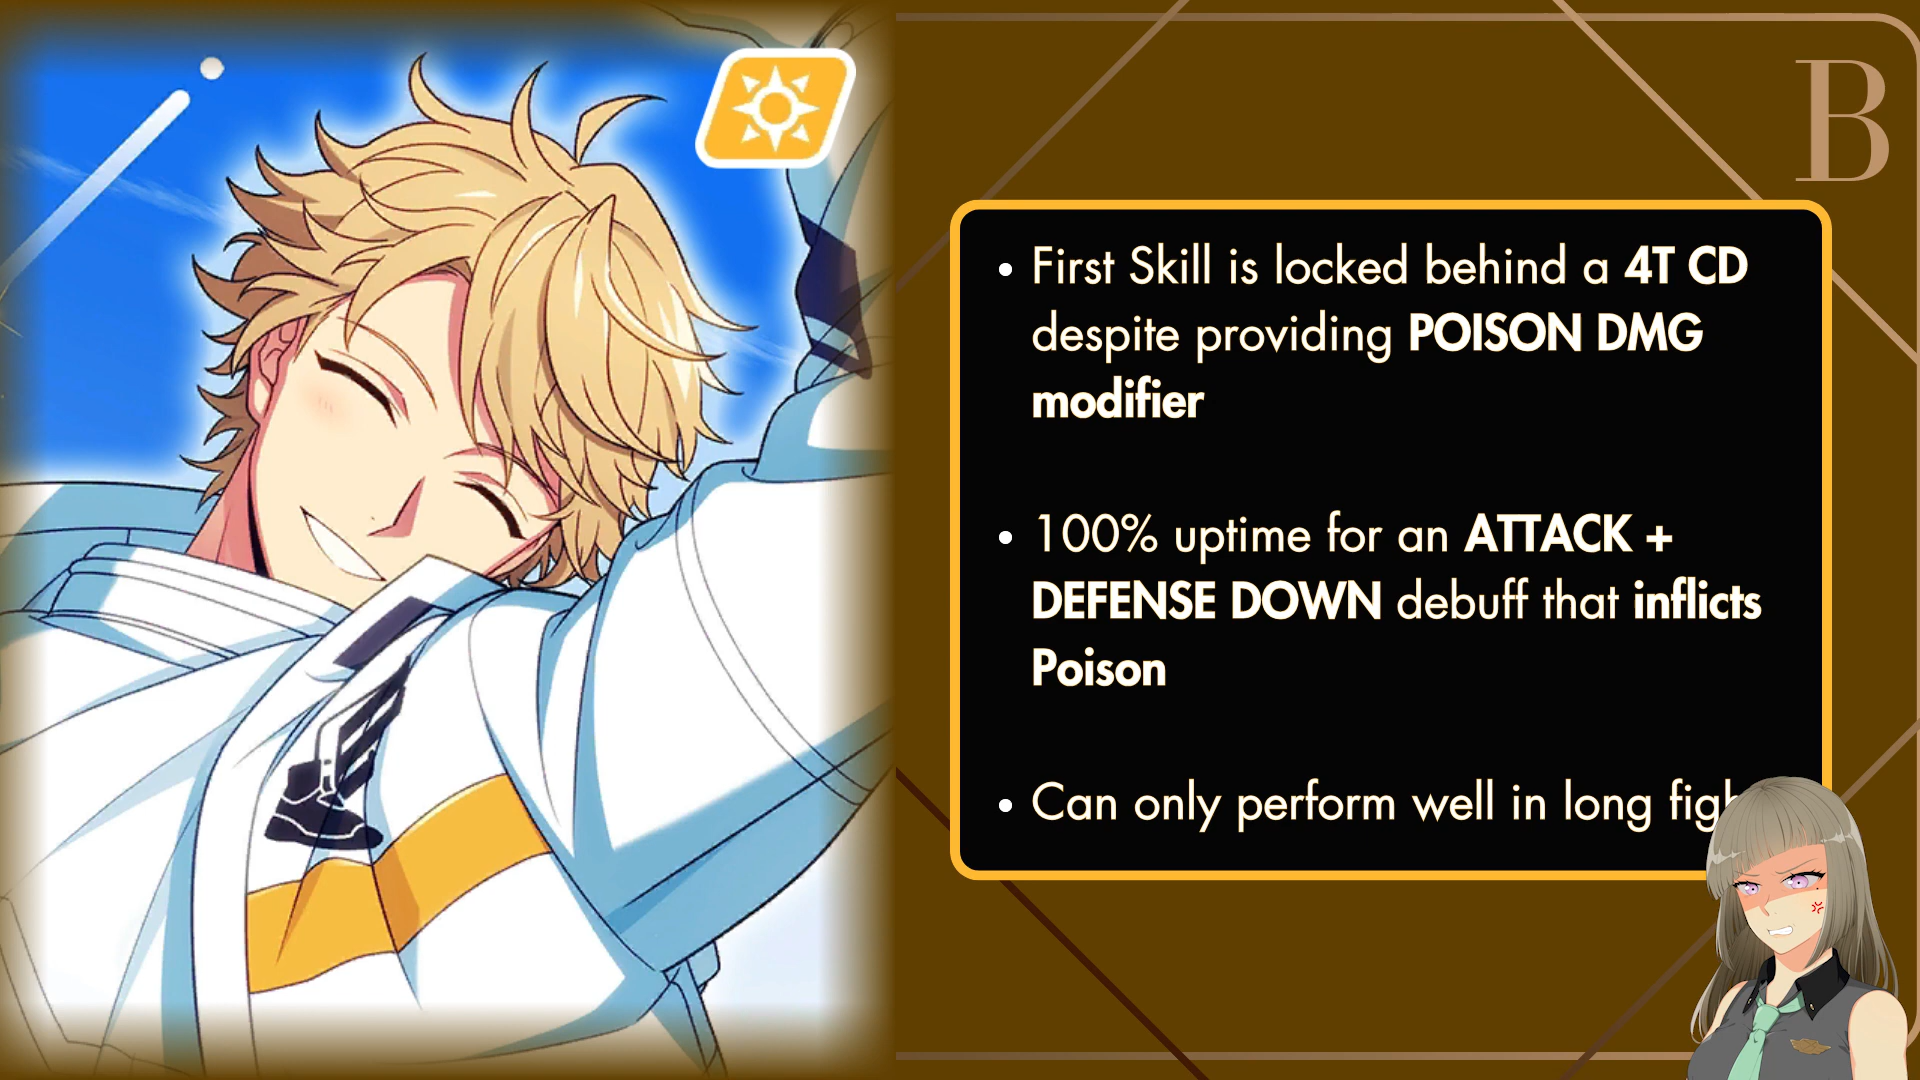 B
• First Skill is locked behind a 4T CD
despite providing POISON DMG
modifier
• 100% uptime for an ATTACK +
DEFENSE DOWN debuff that inflicts
Poison
• Can only perform well in long